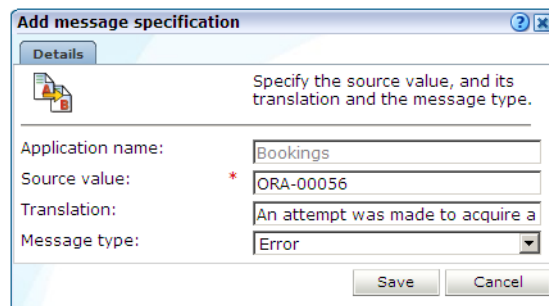 Add message specification
?
Details
A
B
Specify the source value, and its
translation and the message type.
Application name:
Bookings
Source value: *
ORA-00056
Translation:
An attempt was made to acquire a
Message type:
Error
Save Cancel